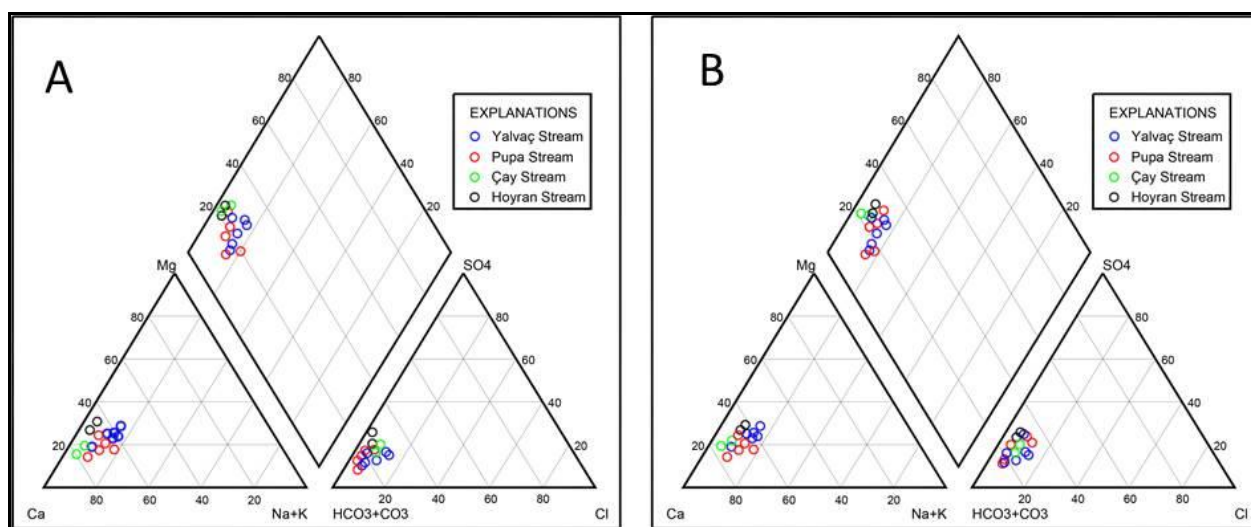 A
80 80
60 60
40 40
20 20
EXPLANATIONS
Yalvaç Stream
Pupa Stream
Çay Stream
Hoyran Stream
Mg SO4
80 80
60 60
40 40
20 20
80 60 40 20 20 40 60 80
Ca Na+K HCO3+CO3 Cl
B
80 80
60 60
40 40
20 20
EXPLANATIONS
Yalvaç Stream
Pupa Stream
Çay Stream
Hoyran Stream
Mg SO4
80 80
60 60
40 40
20 20
80 60 40 20 20 40 60 80
Ca Na+K HCO3+CO3 Cl